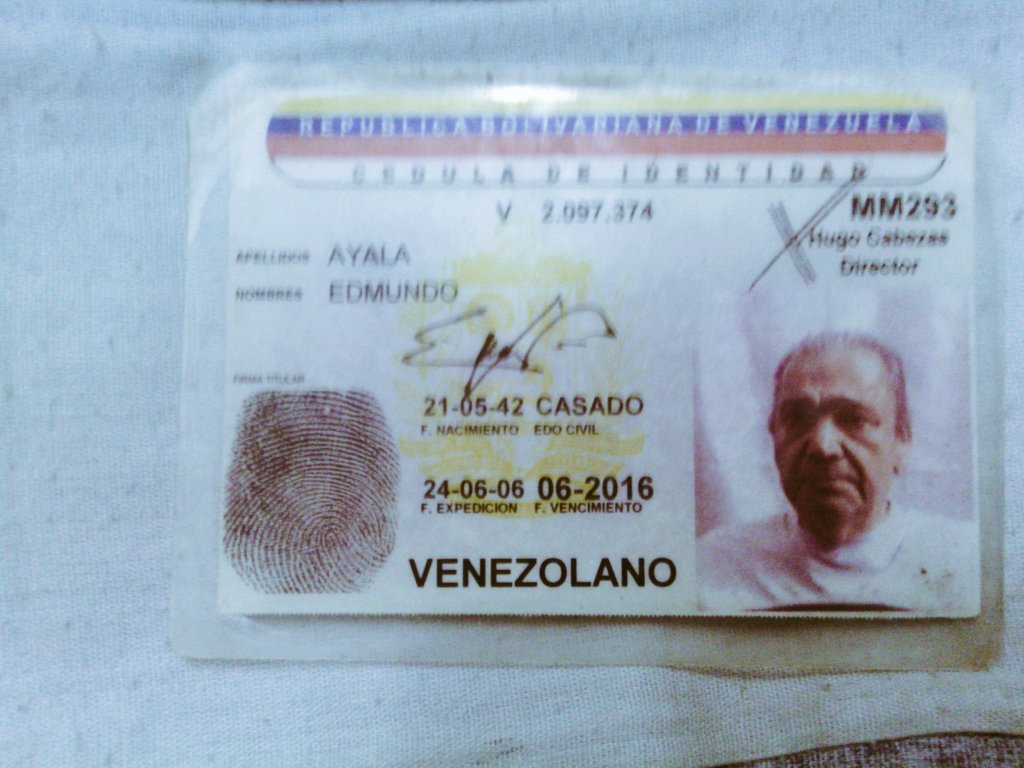 REPUBLICA BOLIVARIANA DE VENEZUELA
CEDULA DE IDENTIDAD
V 2.097.374
MM293
Hugo Cabezas
Director
APELLIDOS AYALA
NOMBRES EDMUNDO
FIRMA TITULAR
21-05-42 CASADO
F. NACIMIENTO EDO CIVIL
24-06-06 06-2016
F. EXPEDICION F. VENCIMIENTO
VENEZOLANO